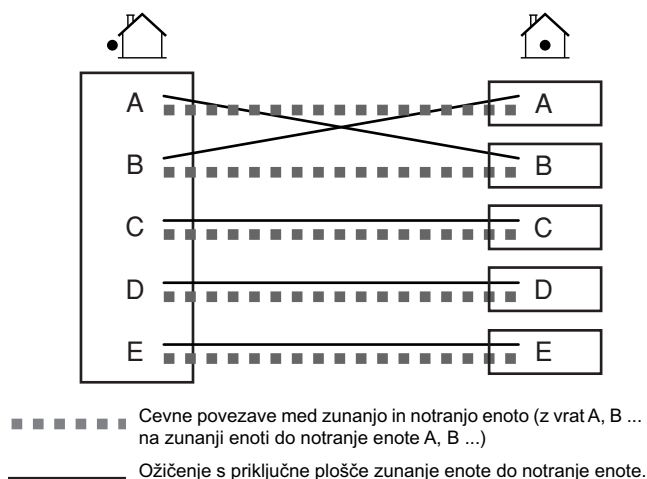 A A
B B
C C
D D
E E
Cevne povezave med zunanjo in notranjo enoto (z vrat A, B ...
na zunanji enoti do notranje enote A, B ...)
Ožičenje s priključne plošče zunanje enote do notranje enote.